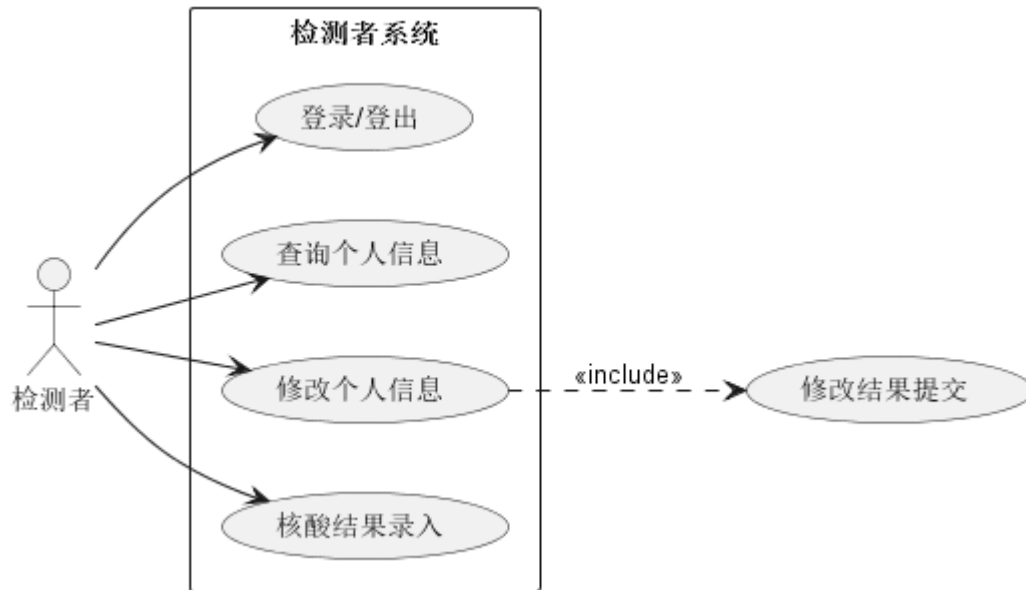 检测者系统
登录/登出
查询个人信息
检测者
修改个人信息
«include»
修改结果提交
核酸结果录入